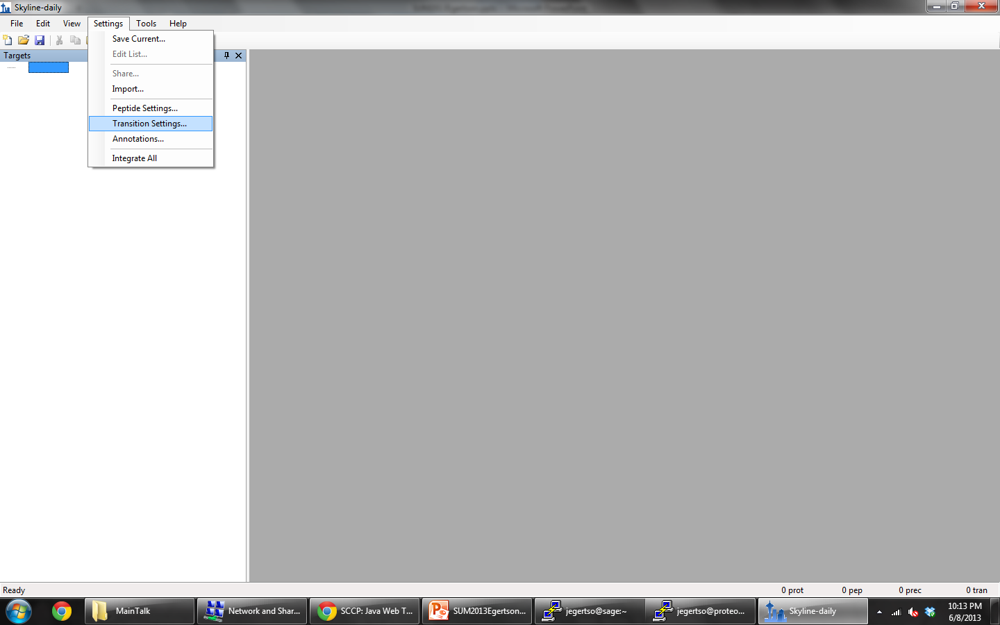 Skyline-daily
File Edit View Settings Tools Help
Save Current...
Edit List...
Share...
Import...
Peptide Settings...
Transition Settings...
Annotations...
Integrate All
Targets
Ready
0 prot 0 pep 0 prec 0 tran
MainTalk
Network and Shar...
SCCP: Java Web T...
SUM2013Egertson...
jegertso@sage:~
jegertso@proteo...
Skyline-daily
10:13 PM
6/8/2013